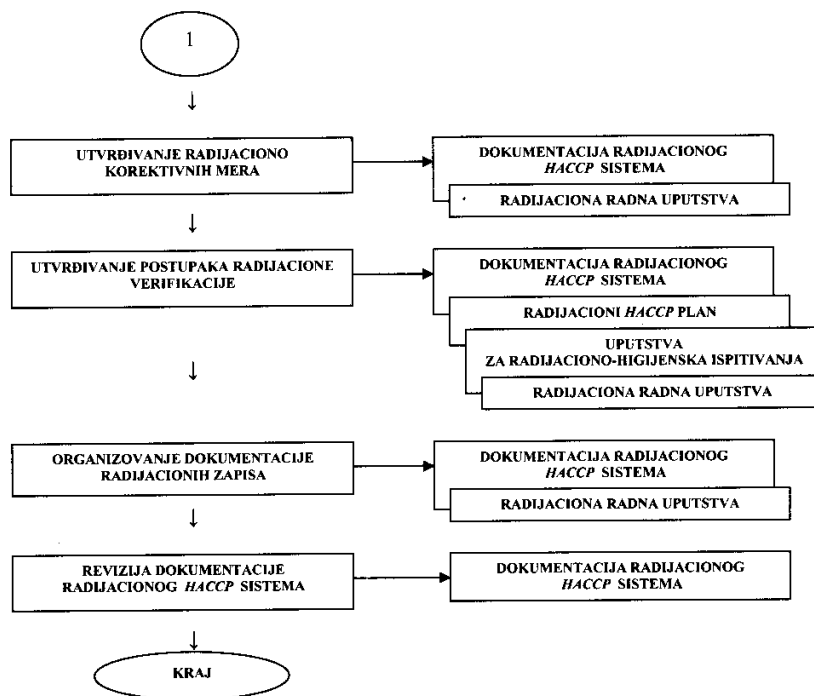 1
UTVRĐIVANJE RADIJACIONO
KOREKTIVNIH MERA
DOKUMENTACIJA RADIJACIONOG
HACCP SISTEMA
RADIJACIONA RADNA UPUTSTVA
UTVRĐIVANJE POSTUPAKA RADIJACIONE
VERIFIKACIJE
DOKUMENTACIJA RADIJACIONOG
HACCP SISTEMA
RADIJACIONI HACCP PLAN
UPUTSTVA
ZA RADIJACIONO-HIGIJENSKA ISPITIVANJA
RADIJACIONA RADNA UPUTSTVA
ORGANIZOVANJE DOKUMENTACIJE
RADIJACIONIH ZAPISA
DOKUMENTACIJA RADIJACIONOG
HACCP SISTEMA
RADIJACIONA RADNA UPUTSTVA
REVIZIJA DOKUMENTACIJE
RADIJACIONOG HACCP SISTEMA
DOKUMENTACIJA RADIJACIONOG
HACCP SISTEMA
KRAJ